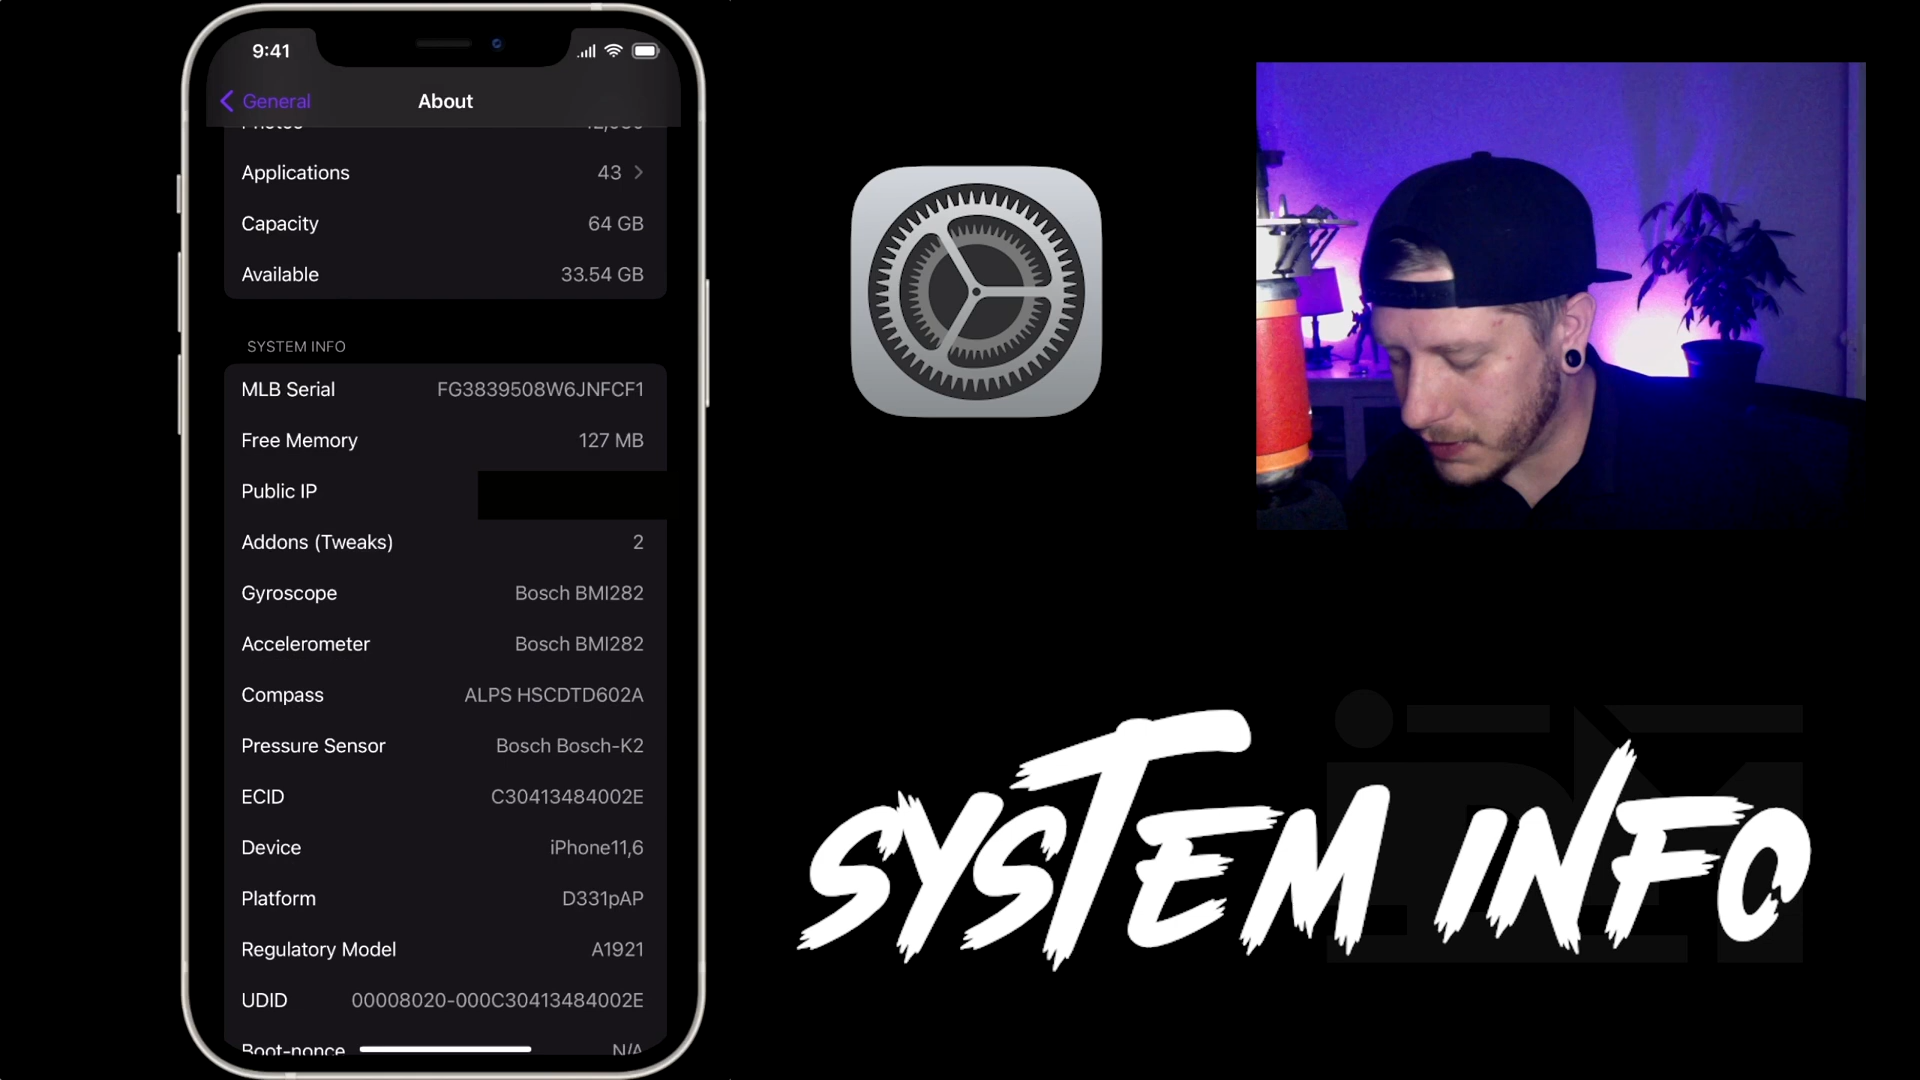 9:41
General
About
Photos
Applications 43
Capacity 64 GB
Available 33.54 GB
SYSTEM INFO
MLB Serial FG3839508W6JNFCF1
Free Memory 127 MB
Public IP
Addons (Tweaks) 2
Gyroscope Bosch BMI282
Accelerometer Bosch BMI282
Compass ALPS HSCDTD602A
Pressure Sensor Bosch Bosch-K2
ECID C30413484002E
Device iPhone11,6
Platform D331pAP
Regulatory Model A1921
UDID 00008020-000C30413484002E
Boot-nonce N/A
SYSTEM INFO